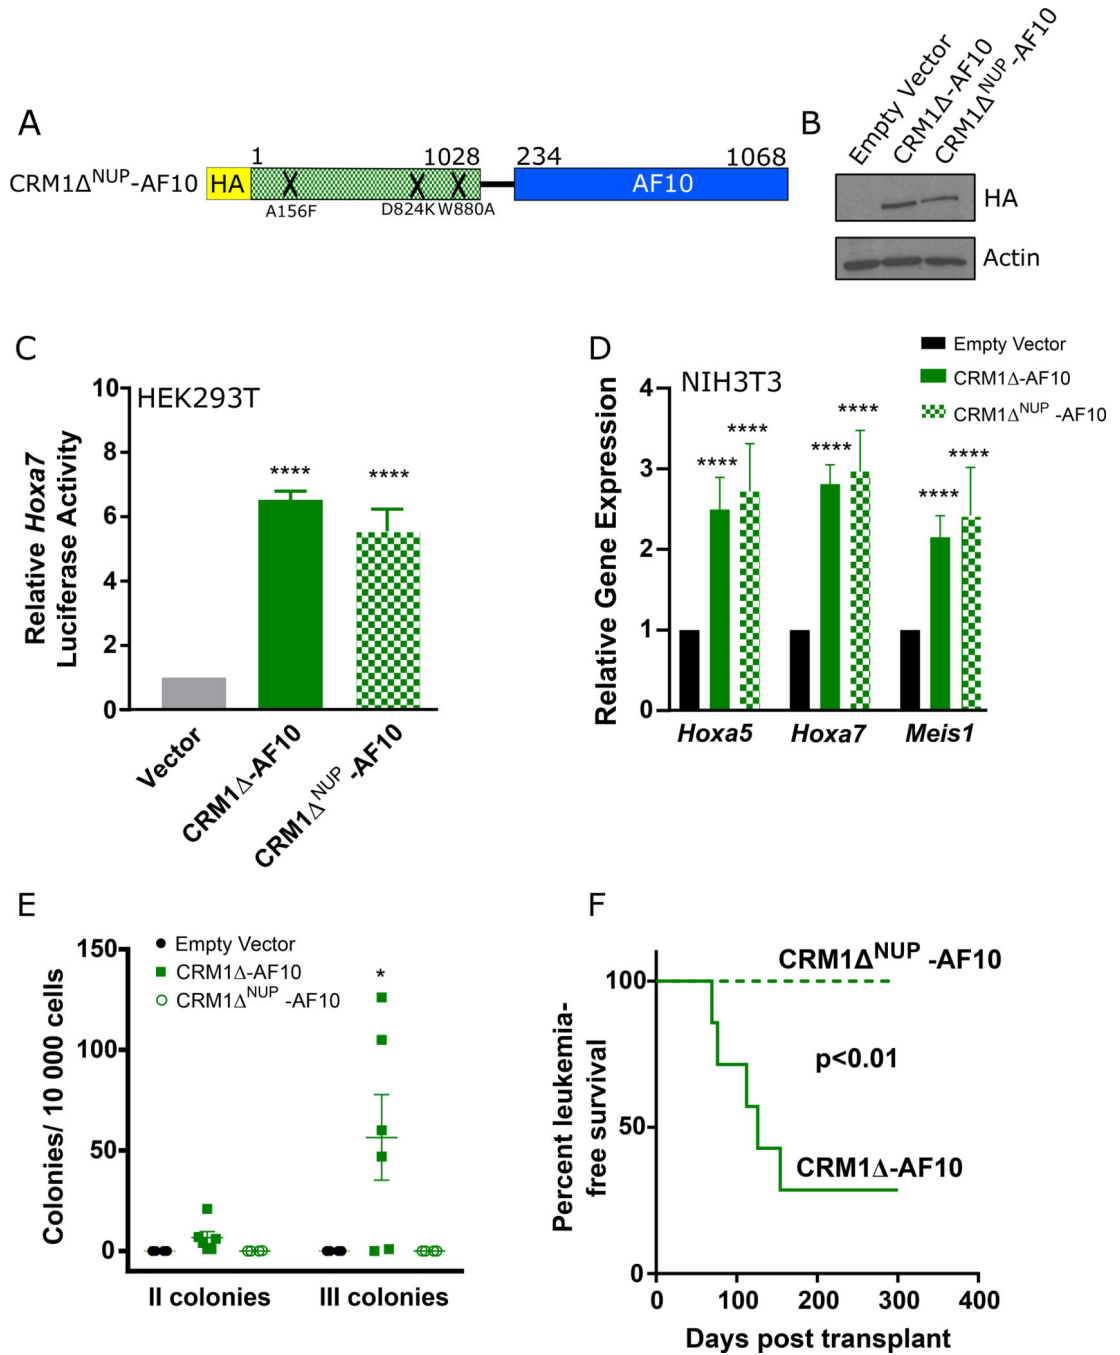 A
CRM1Δ^NUP-AF10
HA
1
1028
234
1068
AF10
A156F
D824K
W880A
B
Empty Vector
CRM1Δ-AF10
CRM1Δ^NUP-AF10
HA
Actin
C
HEK293T
Relative Hoxa7
Luciferase Activity
10
8
6
4
2
0
****
****
Vector
CRM1Δ-AF10
CRM1Δ^NUP -AF10
D
NIH3T3
Empty Vector
CRM1Δ-AF10
CRM1Δ^NUP -AF10
Relative Gene Expression
4
3
2
1
0
****
****
****
****
****
****
Hoxa5
Hoxa7
Meis1
E
Empty Vector
CRM1Δ-AF10
CRM1Δ^NUP -AF10
Colonies/ 10 000 cells
150
100
50
0
*
II colonies
III colonies
F
Percent leukemia-
free survival
100
50
0
CRM1Δ^NUP -AF10
p<0.01
CRM1Δ-AF10
0
100
200
300
400
Days post transplant